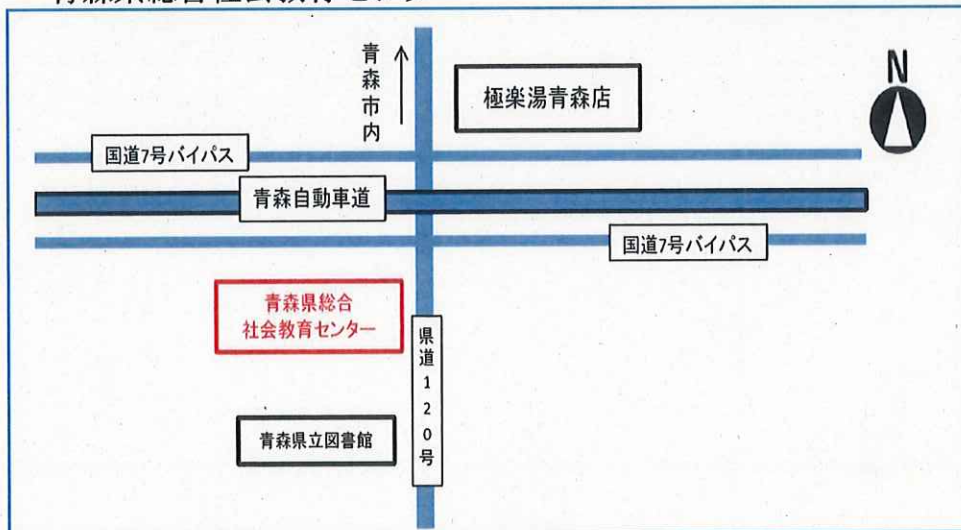 青森市内
極楽湯青森店
N
国道7号バイパス
青森自動車道
国道7号バイパス
青森県総合
社会教育センター
県道120号
青森県立図書館